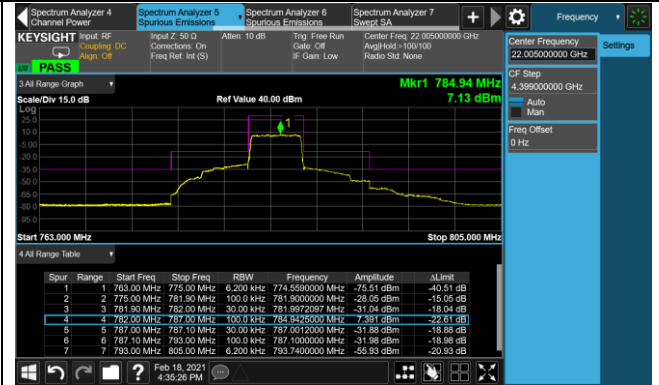 Spectrum Analyzer 4
Channel Power
Spectrum Analyzer 5
Spurious Emissions
Spectrum Analyzer 6
Spurious Emissions
Spectrum Analyzer 7
Swept SA
Frequency
KEYSIGHT
Input: RF
Coupling: DC
Align: Off
Input Z: 50 Ω
Corrections: On
Freq Ref: Int (S)
Atten: 10 dB
Trig: Free Run
Gate: Off
IF Gain: Low
Center Freq: 22.005000000 GHz
Avg|Hold:>100/100
Radio Std: None
PASS
3 All Range Graph
Mkr1 784.94 MHz
Scale/Div 15.0 dB
Ref Value 40.00 dBm
7.13 dBm
Log
25.0
10.0
-5.00
-20.0
-35.0
-50.0
-65.0
-80.0
-95.0
1
Start 763.000 MHz
Stop 805.000 MHz
4 All Range Table
Spur Range Start Freq Stop Freq RBW Frequency Amplitude ΔLimit
1 1 763.00 MHz 775.00 MHz 6.200 kHz 774.5590000 MHz -75.51 dBm -40.51 dB
2 2 775.00 MHz 781.90 MHz 100.0 kHz 781.9000000 MHz -28.05 dBm -15.05 dB
3 3 781.90 MHz 782.00 MHz 30.00 kHz 781.9972097 MHz -31.04 dBm -18.04 dB
4 4 782.00 MHz 787.00 MHz 100.0 kHz 784.9425000 MHz 7.391 dBm -22.61 dB
5 5 787.00 MHz 787.10 MHz 30.00 kHz 787.0012000 MHz -31.88 dBm -18.88 dB
6 6 787.10 MHz 793.00 MHz 100.0 kHz 787.1000000 MHz -31.98 dBm -18.98 dB
7 7 793.00 MHz 805.00 MHz 6.200 kHz 793.7400000 MHz -55.93 dBm -20.93 dB
Feb 18, 2021
4:35:26 PM
Center Frequency
22.005000000 GHz
Settings
CF Step
4.399000000 GHz
Auto
Man
Freq Offset
0 Hz